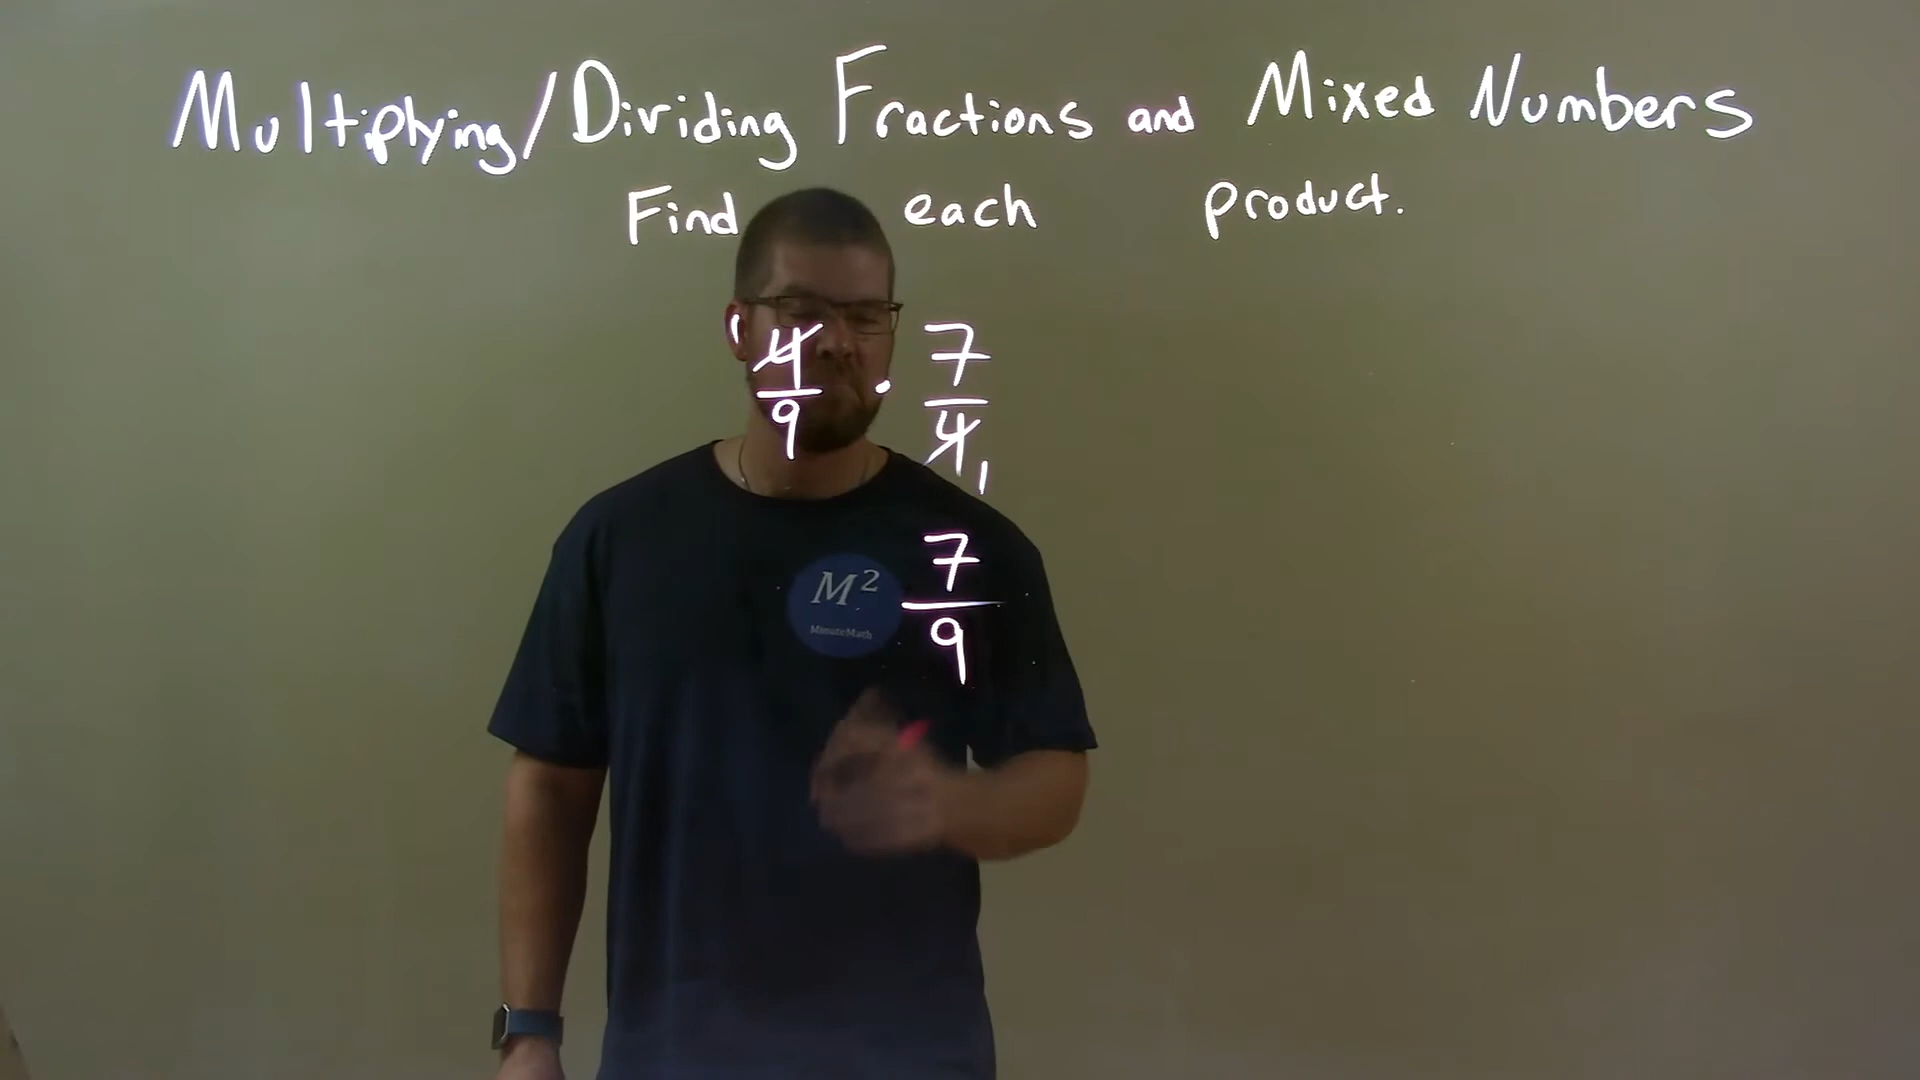 Multiplying/Dividing Fractions and Mixed Numbers
Find each product.
1 4/9 · 7/4 1
7/9
M²
MinuteMath